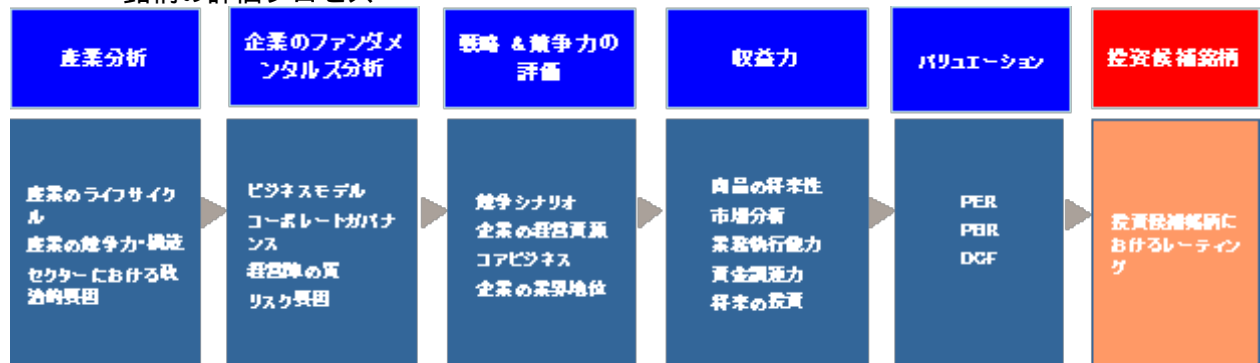 銘柄の評価プロセス
産業分析
企業のファンダメ
ンタルズ分析
戦略 & 競争力の
評価
収益力
バリュエーション
投資候補銘柄
産業のライフサイク
ル
産業の競争力・構造
セクターにおける政
治的要因
ビジネスモデル
コーポレートガバナ
ンス
経営陣の質
リスク要因
競争シナリオ
企業の経営資源
コアビジネス
企業の業界地位
商品の将来性
市場分析
業務執行能力
資金調達力
将来の投資
PER
PBR
DCF
投資候補銘柄に
おけるレーティン
グ